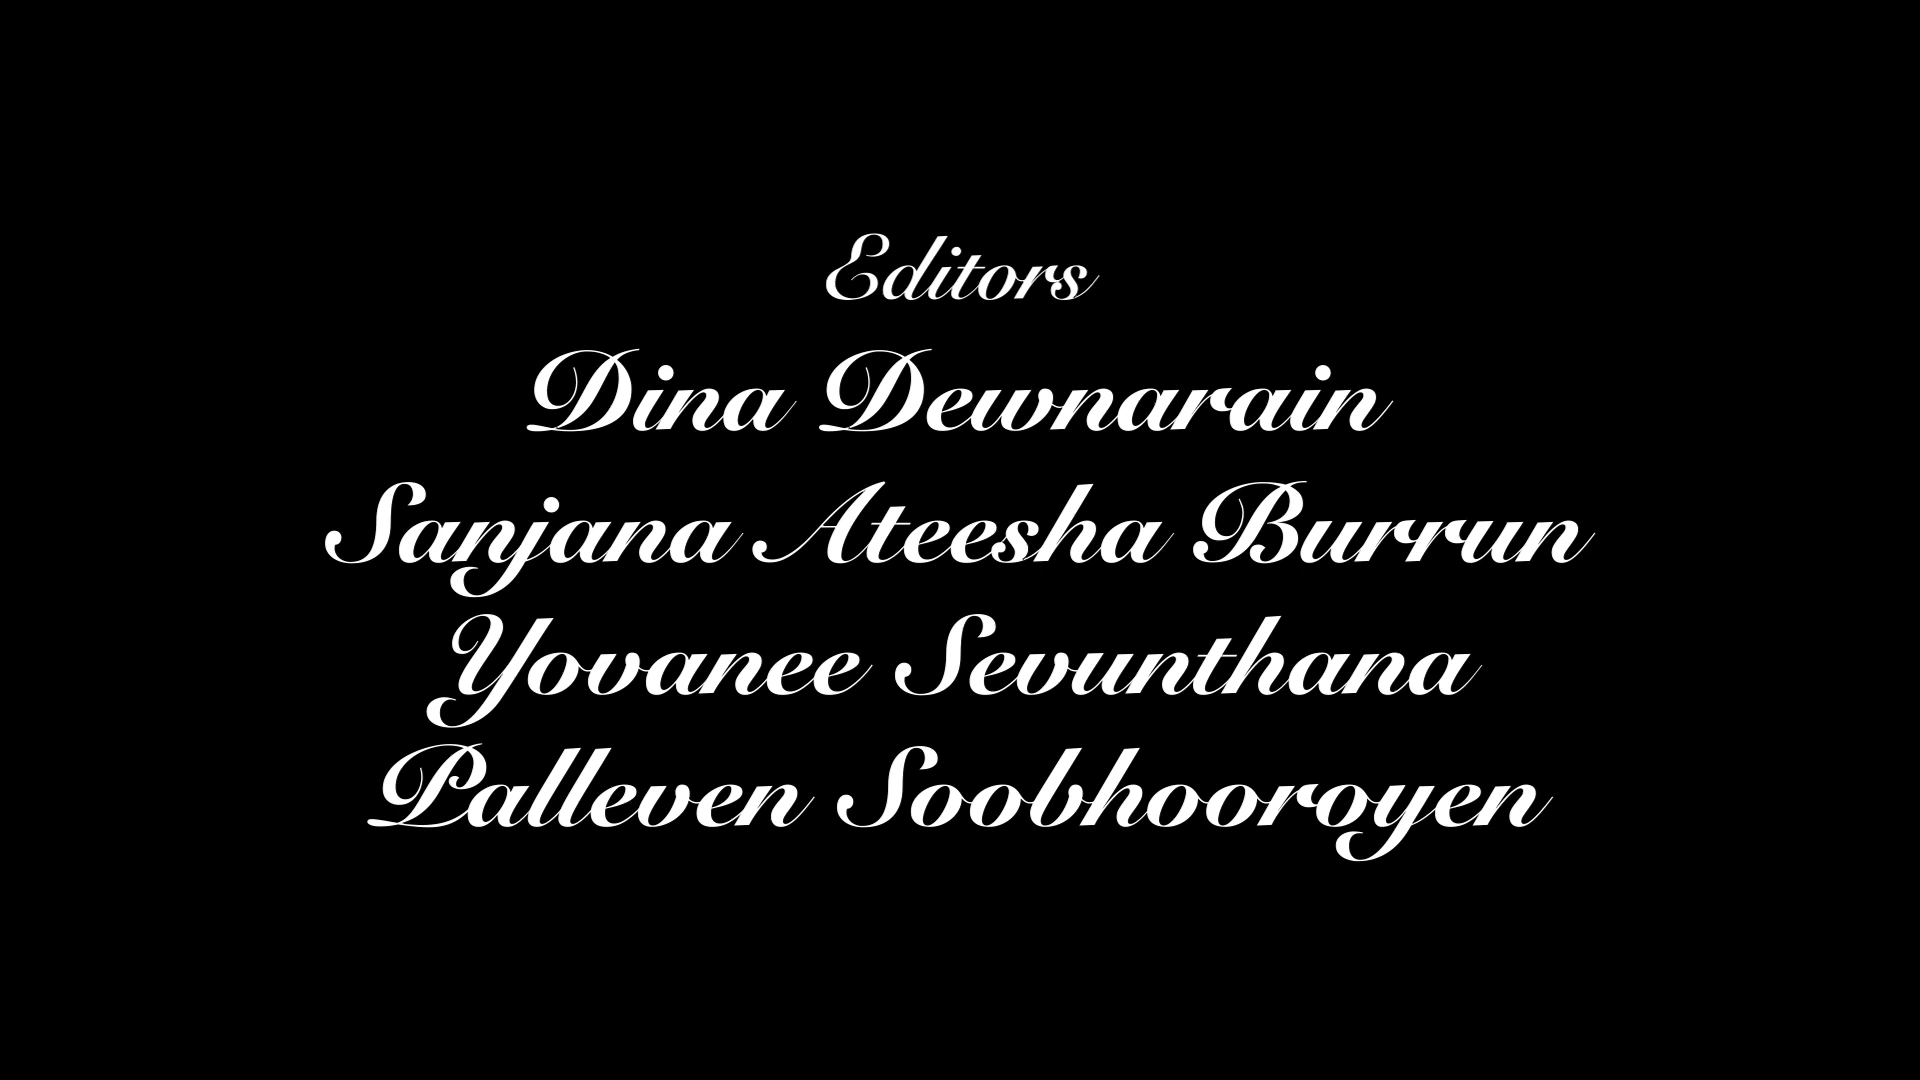 Editors
Dina Dewnarain
Sanjana Ateesha Burrun
Yovanee Sevunthana
Palleven Soobhooroyen